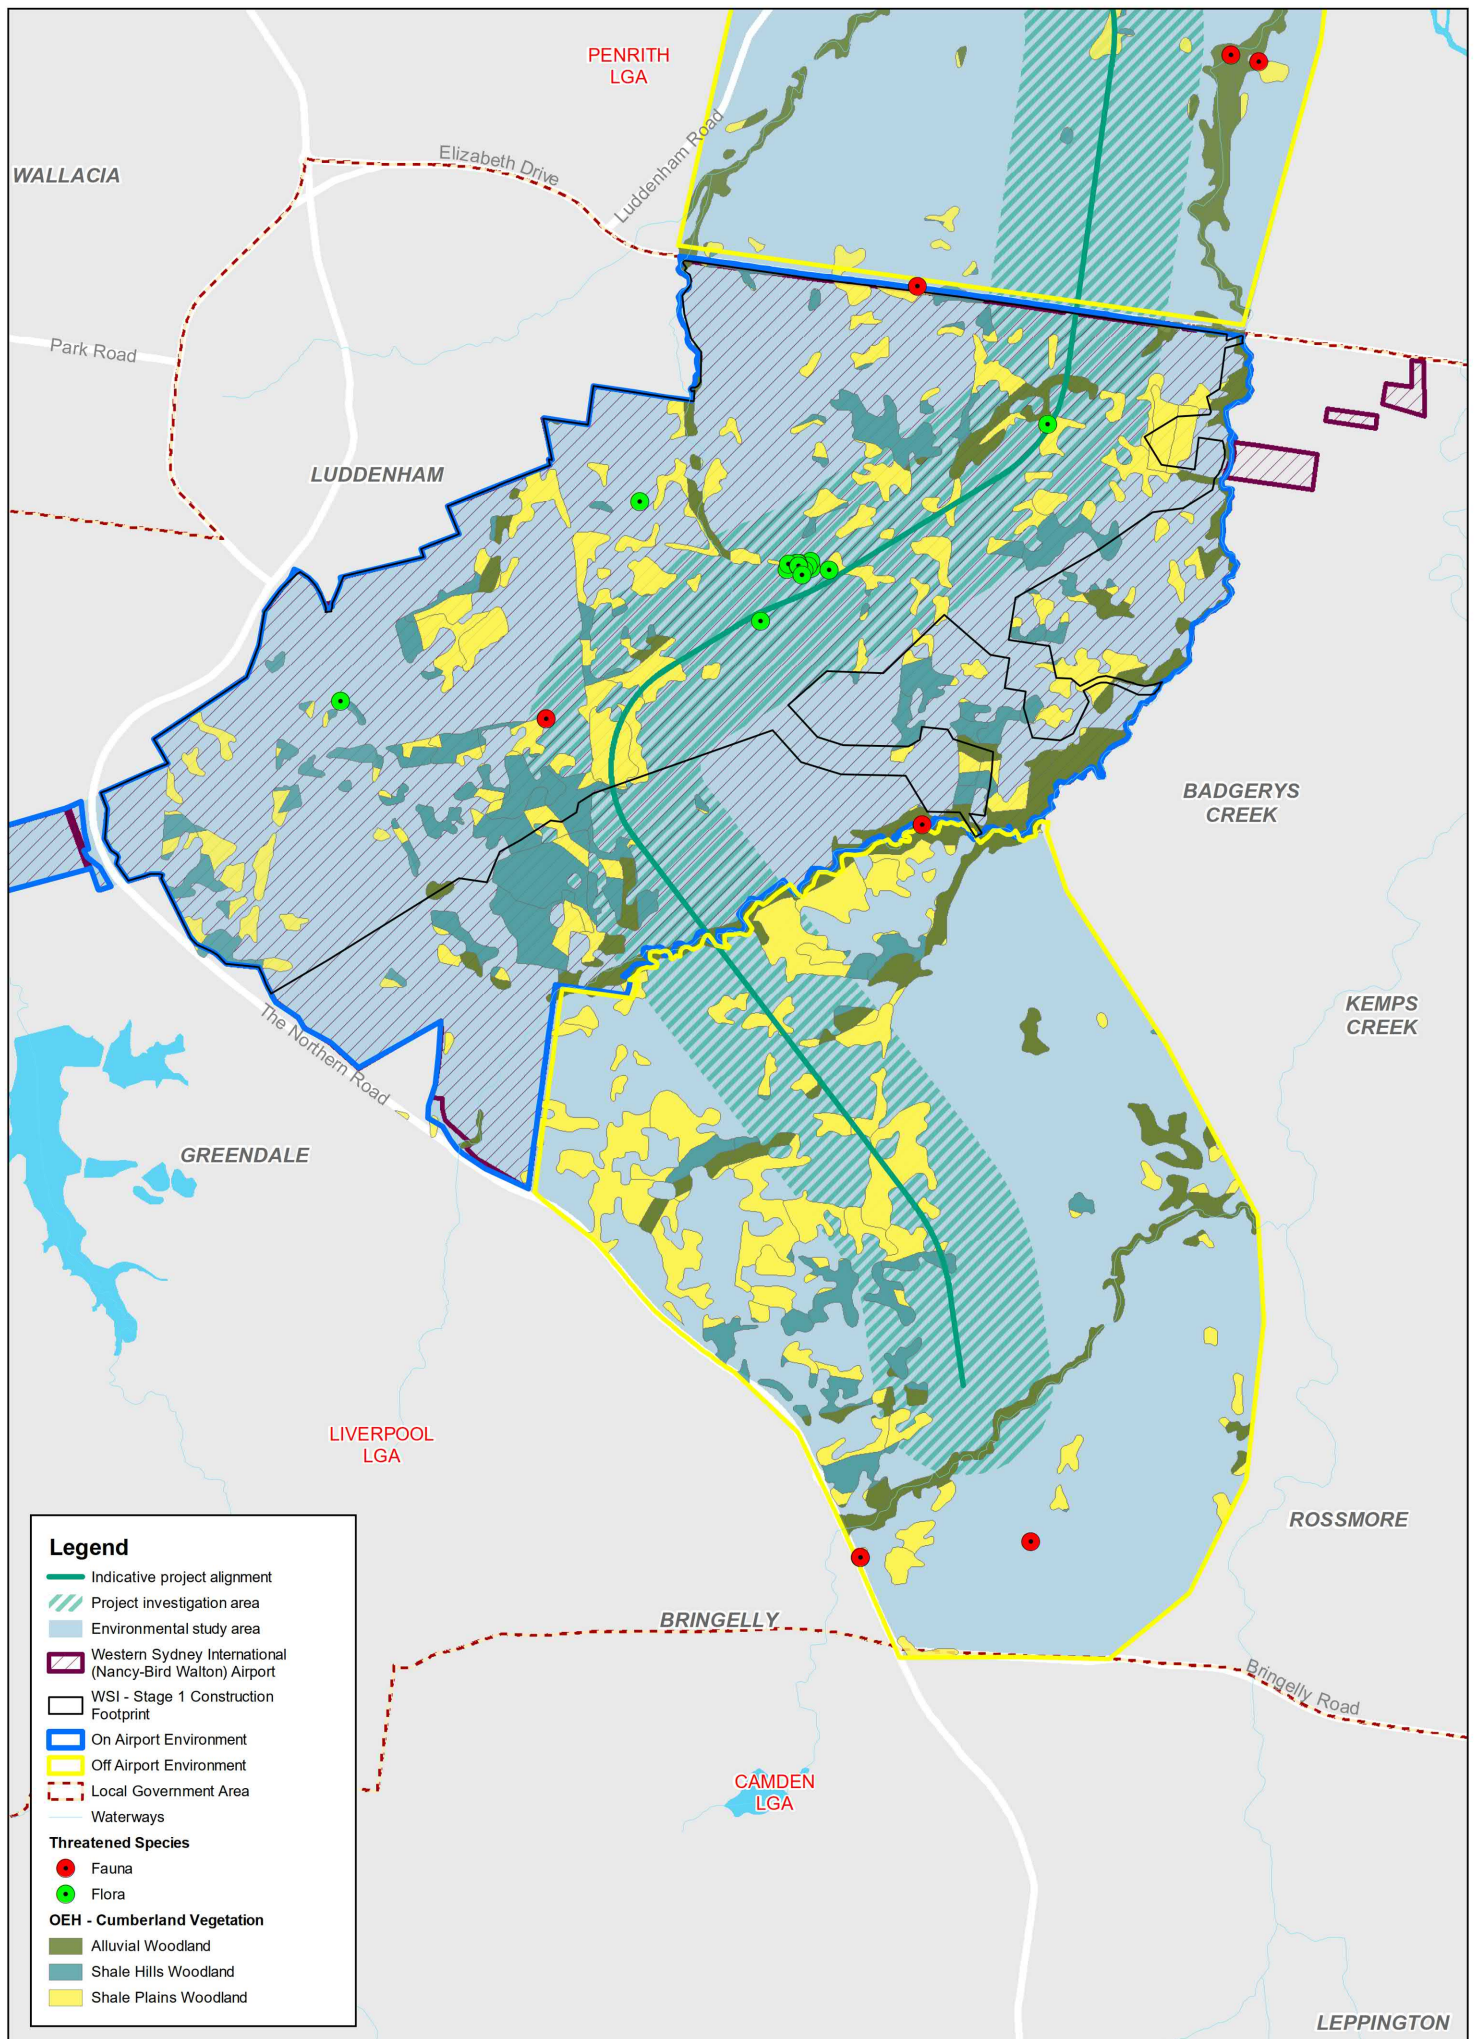 PENRITH
LGA
Elizabeth Drive
Luddenham Road
WALLACIA
Park Road
LUDDENHAM
BADGERYS
CREEK
KEMPS
CREEK
The Northern Road
GREENDALE
LIVERPOOL
LGA
ROSSMORE
BRINGELLY
Bringelly Road
CAMDEN
LGA
LEPPINGTON
Legend
Indicative project alignment
Project investigation area
Environmental study area
Western Sydney International
(Nancy-Bird Walton) Airport
WSI - Stage 1 Construction
Footprint
On Airport Environment
Off Airport Environment
Local Government Area
Waterways
Threatened Species
Fauna
Flora
OEH - Cumberland Vegetation
Alluvial Woodland
Shale Hills Woodland
Shale Plains Woodland